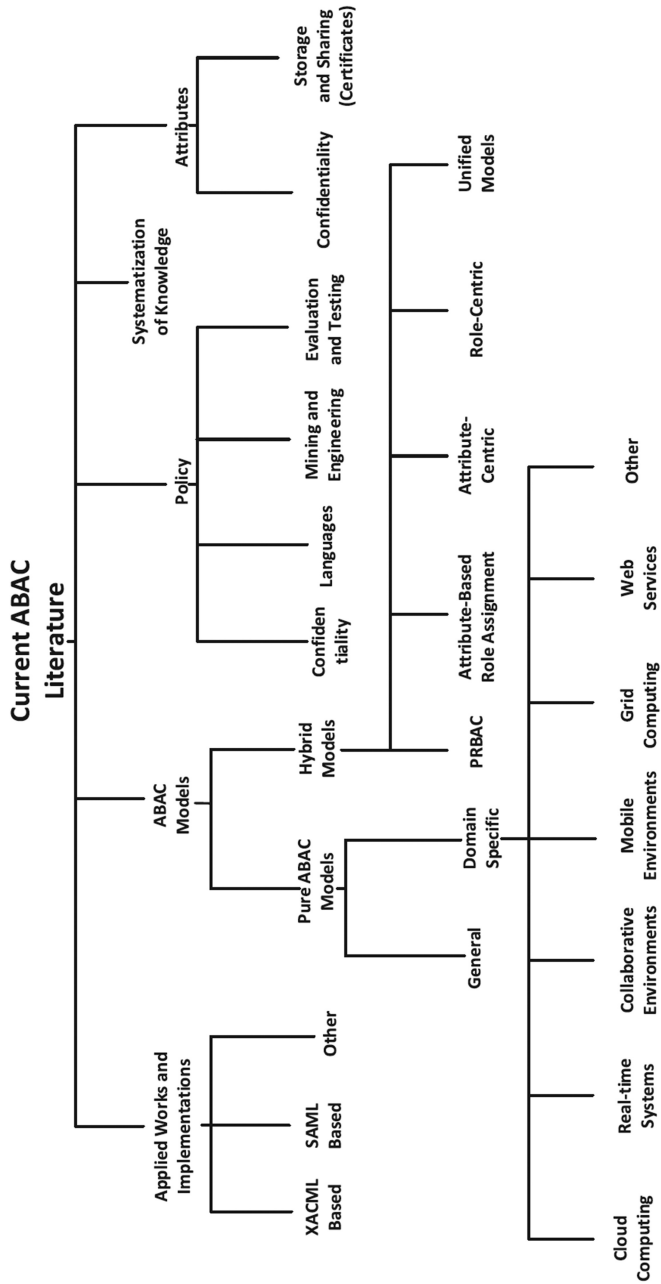 Current ABAC
Literature
Applied Works and
Implementations
ABAC
Models
Policy
Systematization
of Knowledge
Attributes
XACML
Based
SAML
Based
Other
Pure ABAC
Models
Hybrid
Models
Confiden
tiality
Languages
Mining and
Engineering
Evaluation
and Testing
Confidentiality
Storage
and Sharing
(Certificates)
General
Domain
Specific
PRBAC
Attribute-Based
Role Assignment
Attribute-
Centric
Role-Centric
Unified
Models
Cloud
Computing
Real-time
Systems
Collaborative
Environments
Mobile
Environments
Grid
Computing
Web
Services
Other